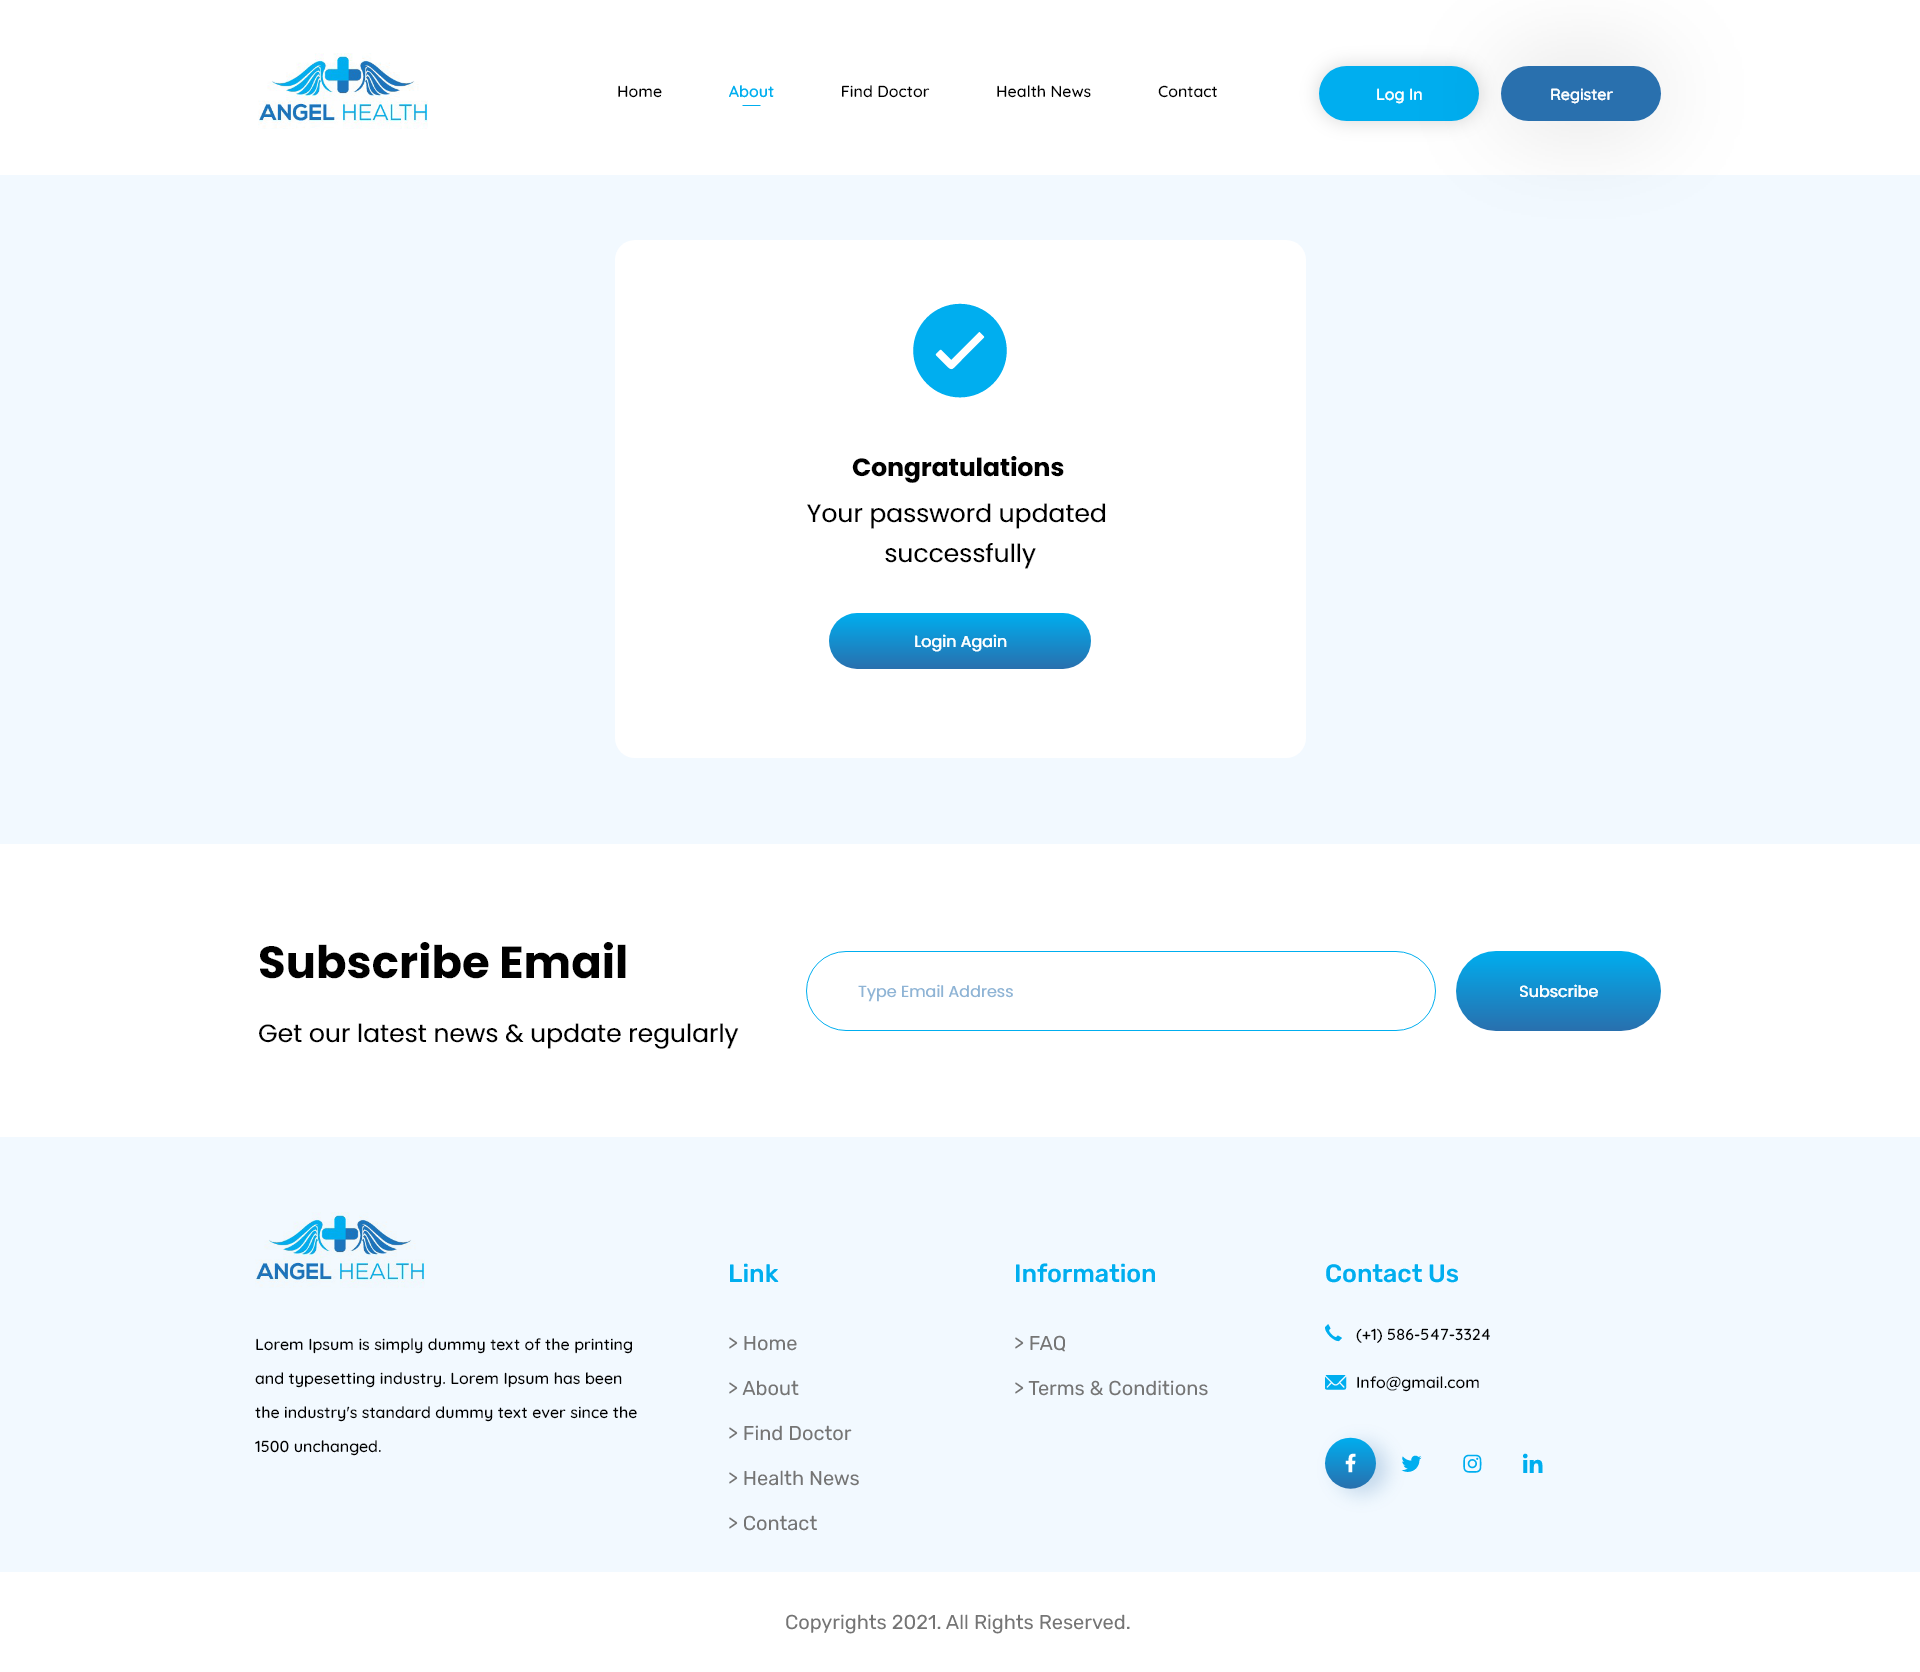 ANGEL HEALTH
Home
About
Find Doctor
Health News
Contact
Log In
Register
Congratulations
Your password updated
successfully
Login Again
Subscribe Email
Get our latest news & update regularly
Type Email Address
Subscribe
ANGEL HEALTH
Lorem Ipsum is simply dummy text of the printing
and typesetting industry. Lorem Ipsum has been
the industry's standard dummy text ever since the
1500 unchanged.
Link
> Home
> About
> Find Doctor
> Health News
> Contact
Information
> FAQ
> Terms & Conditions
Contact Us
(+1) 586-547-3324
Info@gmail.com
Copyrights 2021. All Rights Reserved.